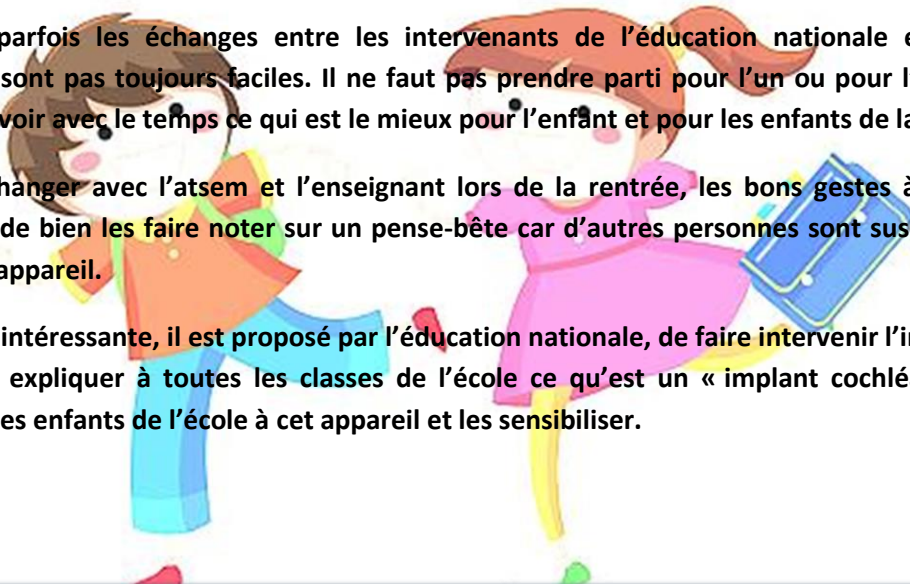 parfois les échanges entre les intervenants de l’éducation nationale e
sont pas toujours faciles. Il ne faut pas prendre parti pour l’un ou pour l’
voir avec le temps ce qui est le mieux pour l’enfant et pour les enfants de la
hanger avec l’atsem et l’enseignant lors de la rentrée, les bons gestes à
de bien les faire noter sur un pense-bête car d’autres personnes sont sus
appareil.
intéressante, il est proposé par l’éducation nationale, de faire intervenir l’i
expliquer à toutes les classes de l’école ce qu’est un « implant cochlé
es enfants de l’école à cet appareil et les sensibiliser.